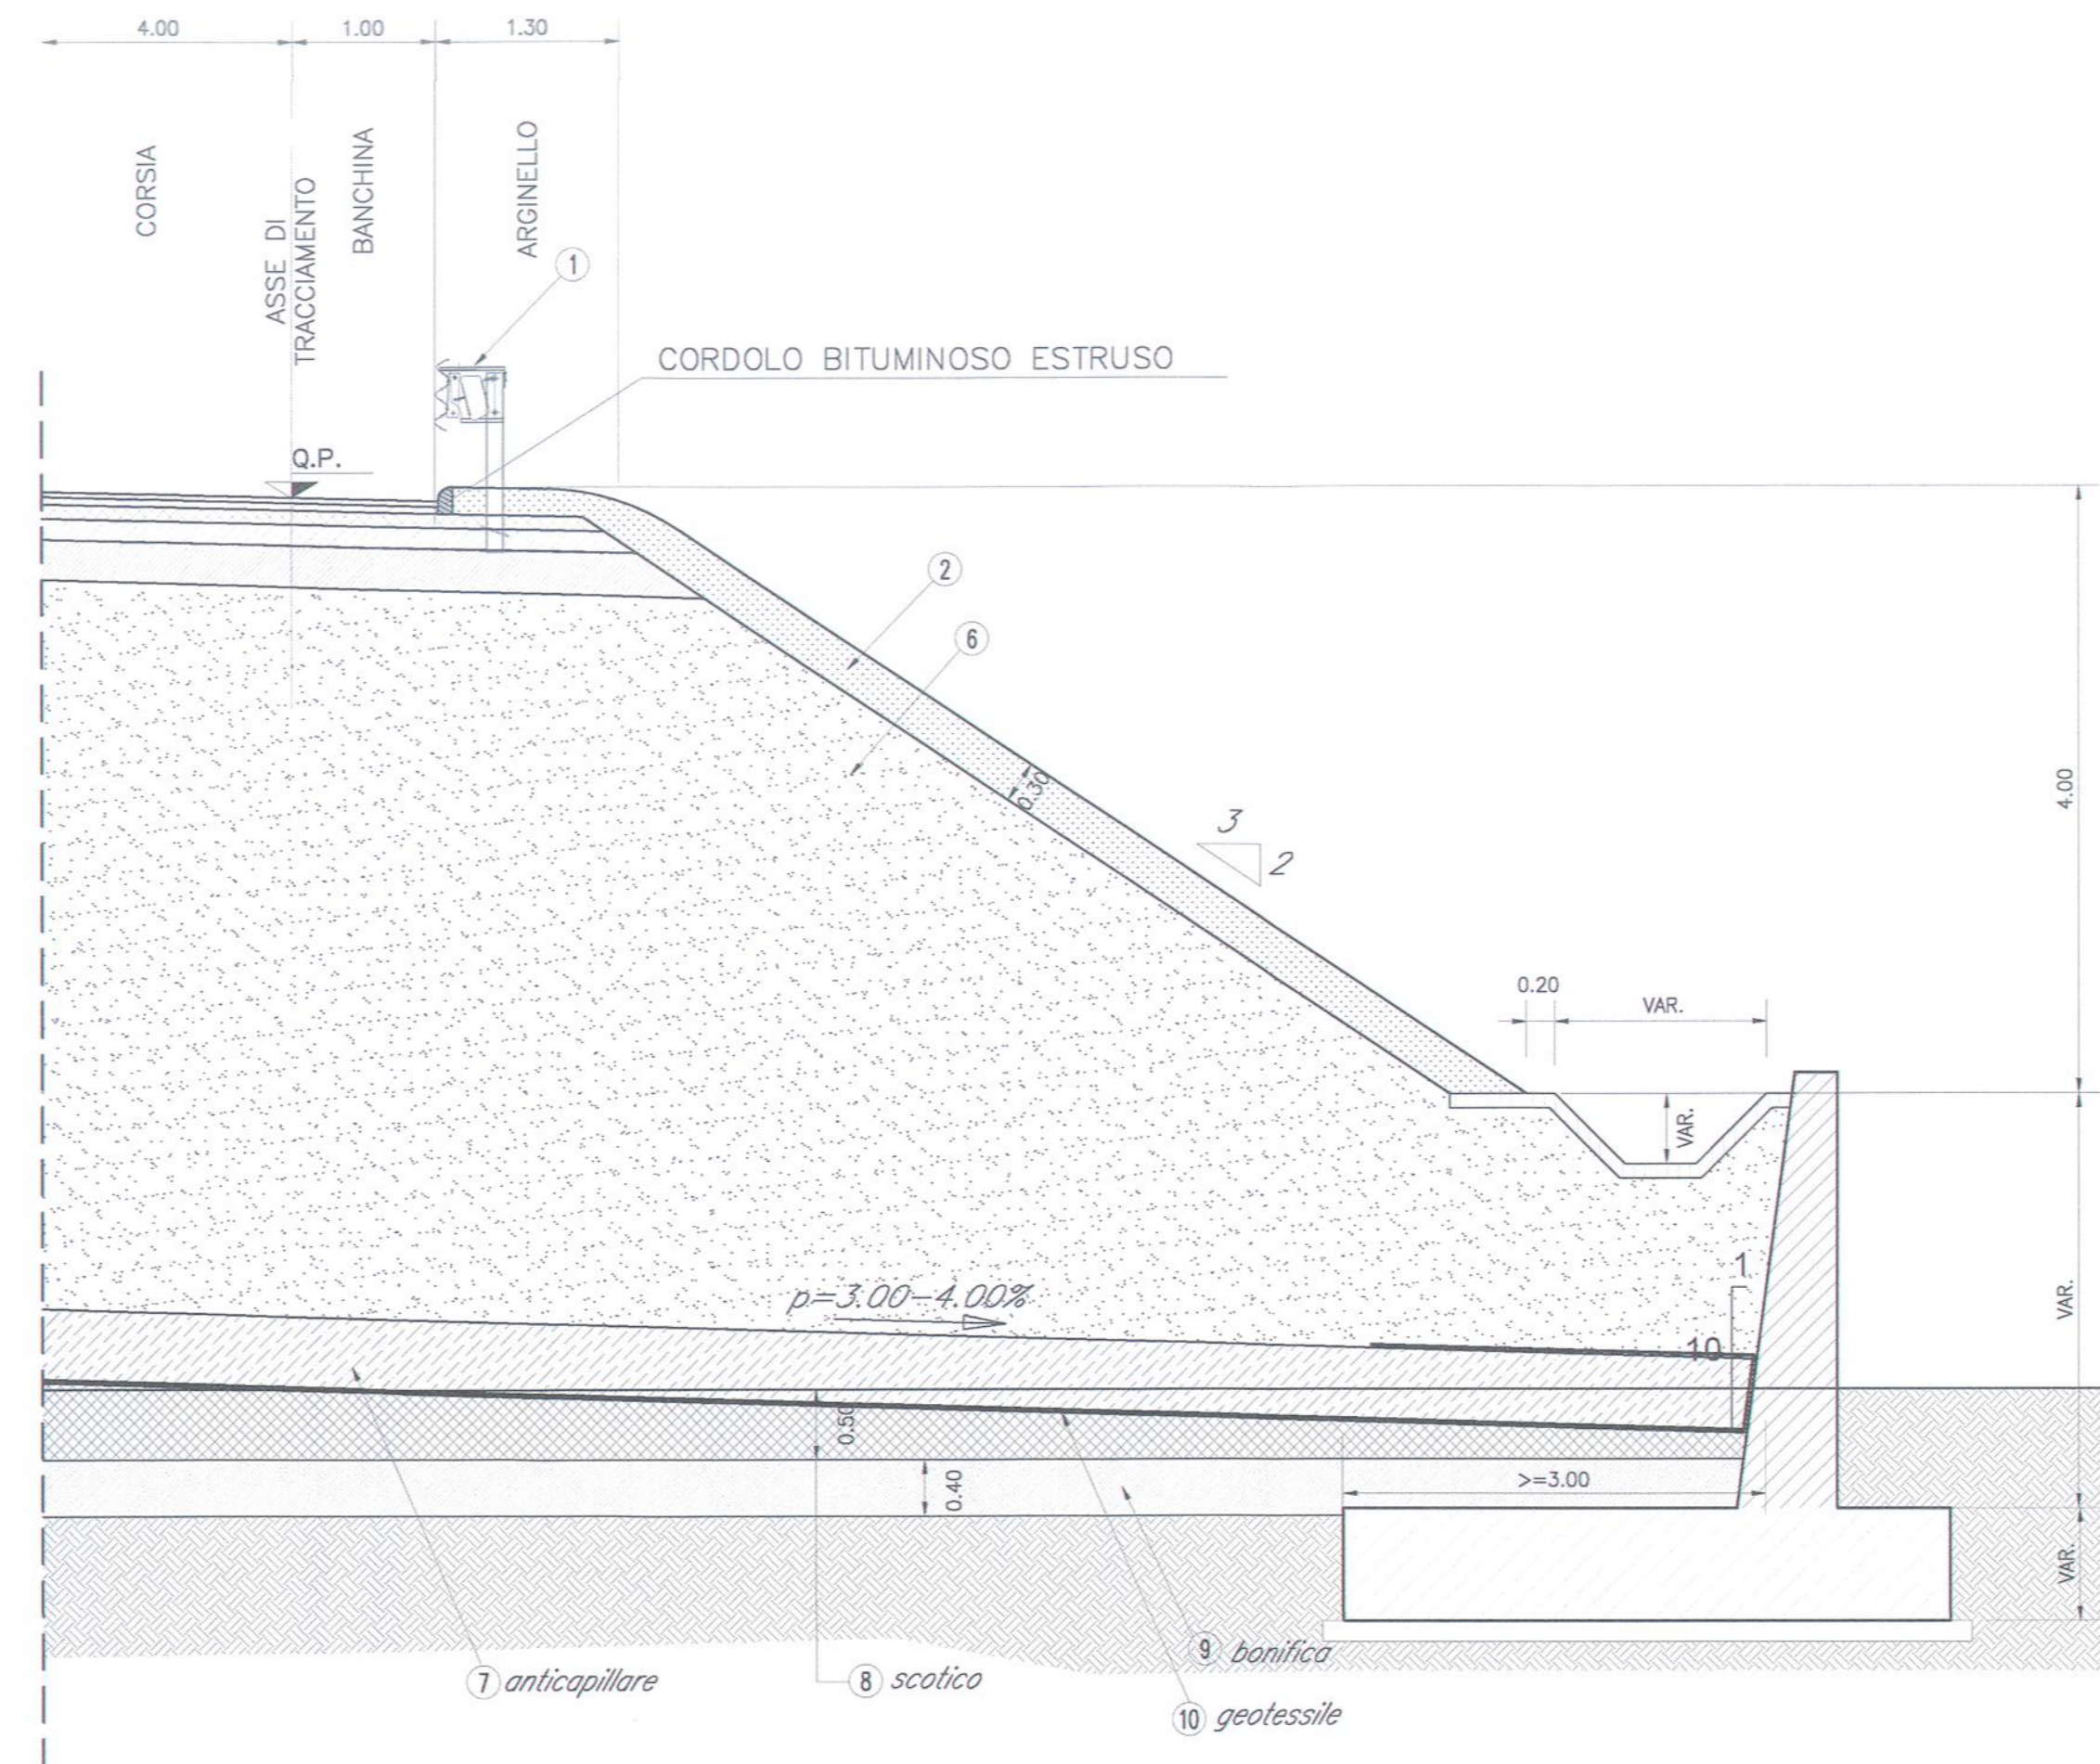 4.00
1.00
1.30
CORSIA
ASSE DI
TRACCIAMENTO
BANCHINA
ARGINELLO
1
CORDOLO BITUMINOSO ESTRUSO
Q.P.
2
6
0.30
3
2
4.00
0.20
VAR.
VAR.
1
10
VAR.
p=3.00-4.00%
0.50
0.40
>=3.00
VAR.
9 bonifica
7 anticapillare
8 scotico
10 geotessile